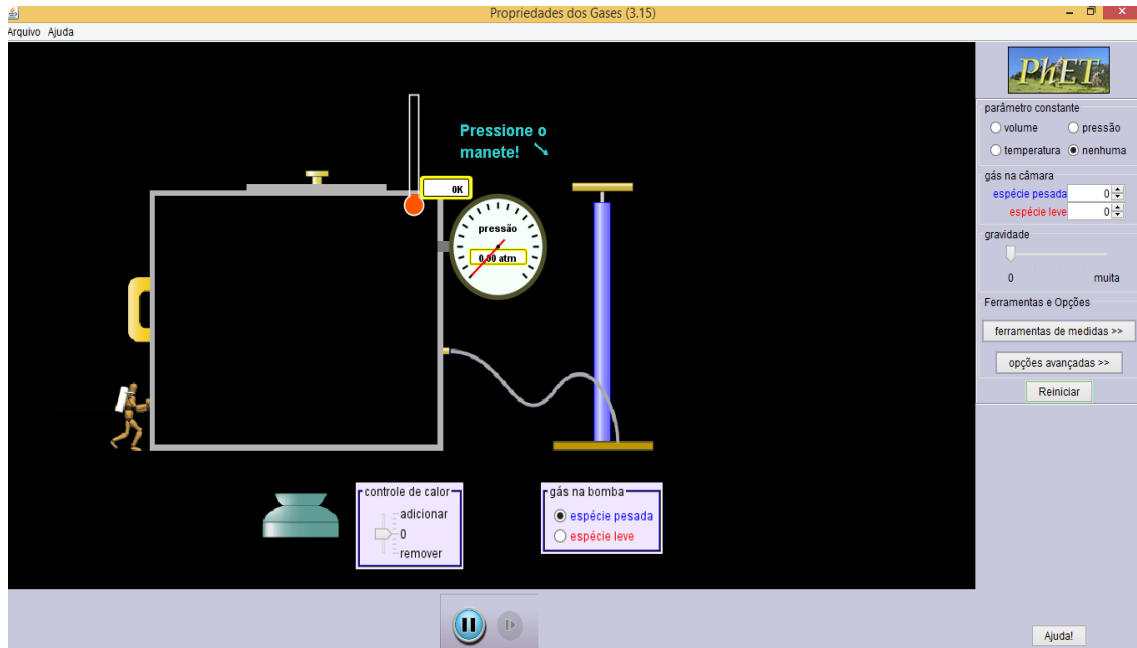 Propriedades dos Gases (3.15)
Arquivo Ajuda
PhET
parâmetro constante
volume pressão
temperatura nenhuma
gás na câmara
espécie pesada 0
espécie leve 0
gravidade
0 muita
Ferramentas e Opções
ferramentas de medidas >>
opções avançadas >>
Reiniciar
Pressione o
manete!
0K
pressão
0,00 atm
controle de calor
adicionar
0
remover
gás na bomba
espécie pesada
espécie leve
Ajuda!